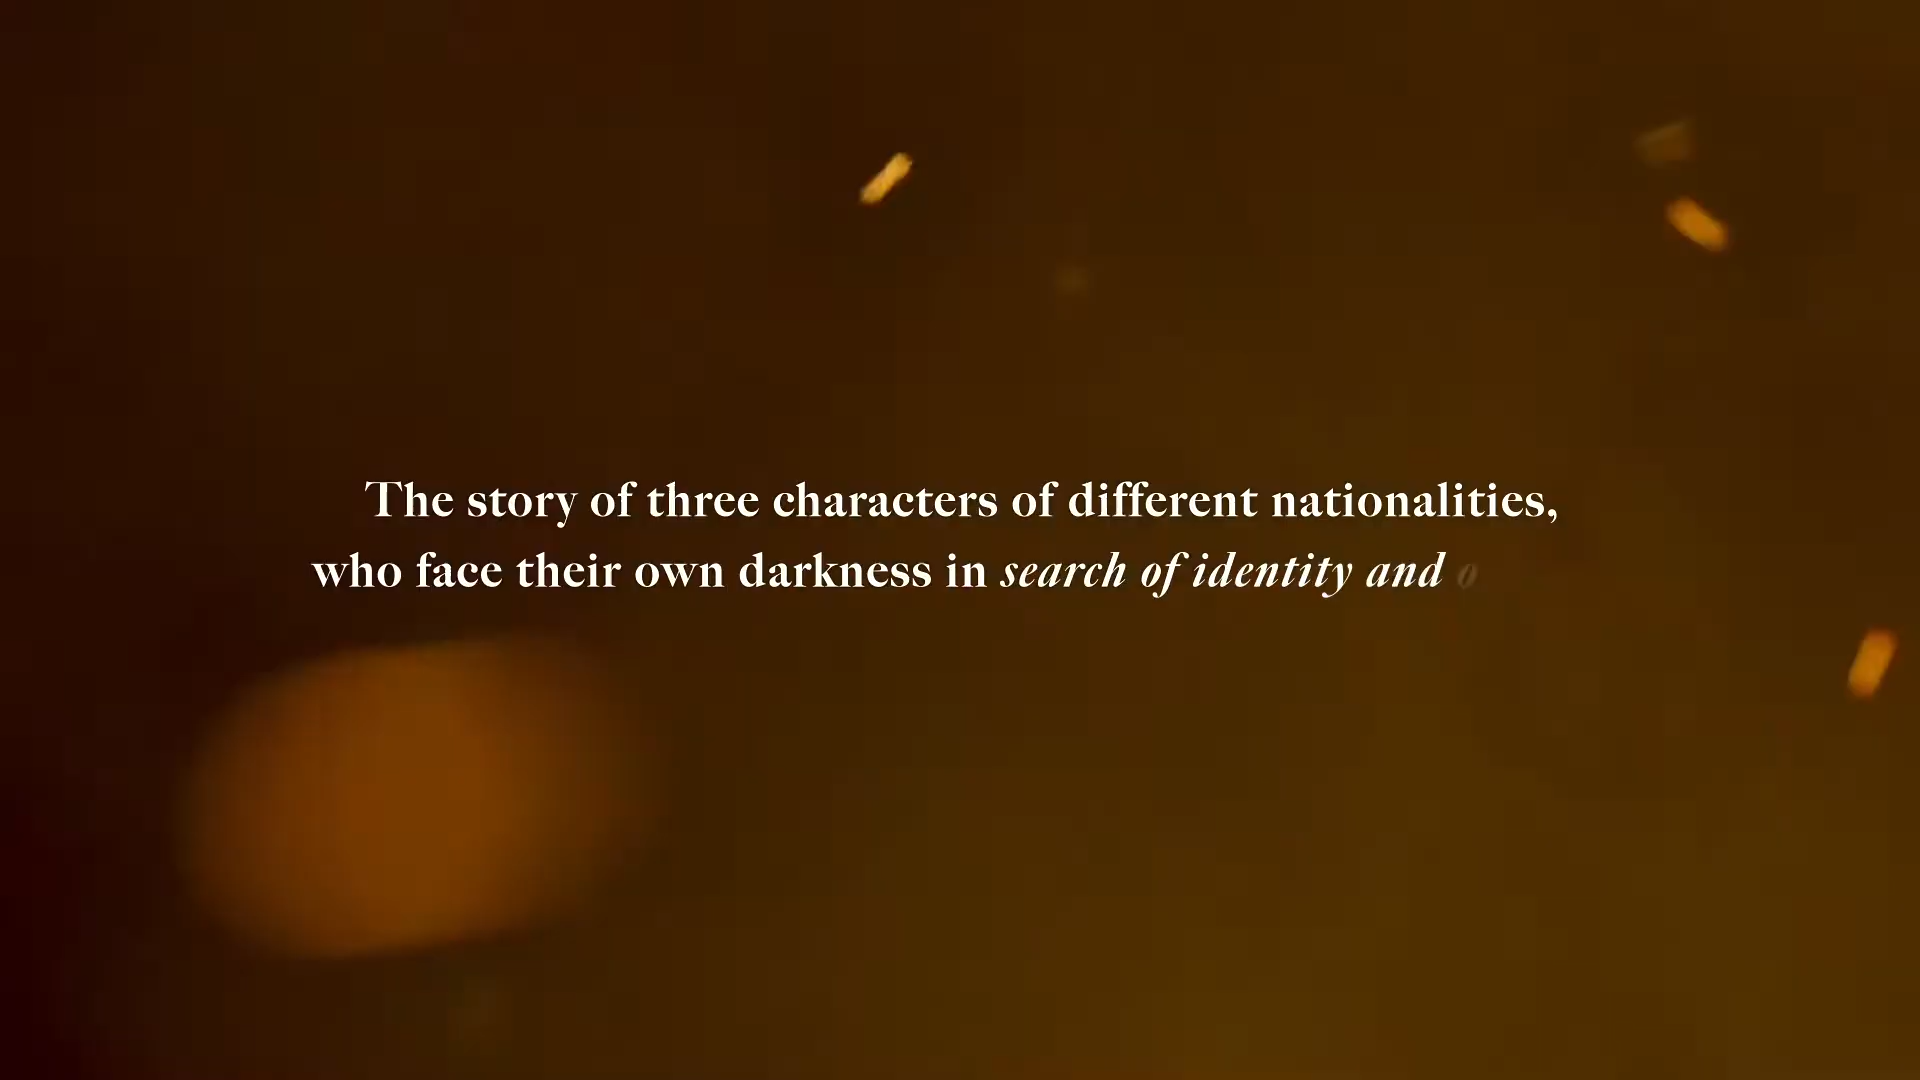 The story of three characters of different nationalities,
who face their own darkness in search of identity and o